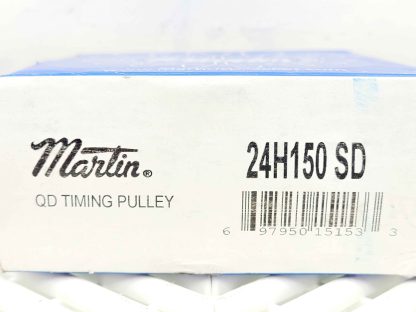 Martin®
QD TIMING PULLEY
24H150 SD
6 97950 15153 3